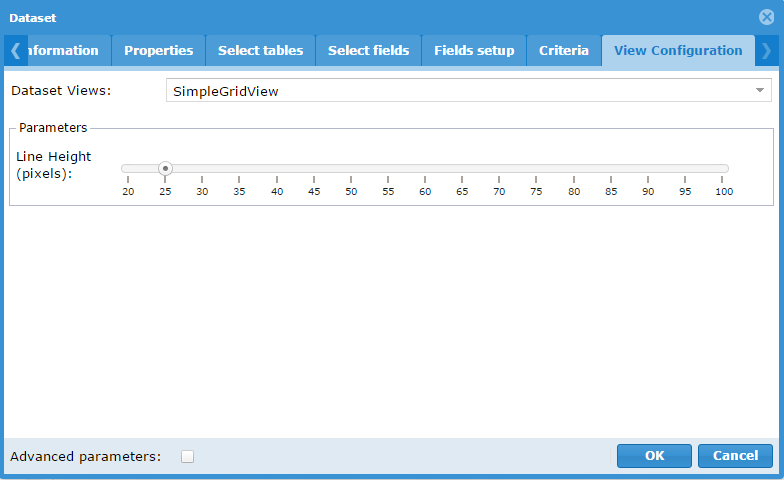 Dataset
nformation Properties Select tables Select fields Fields setup Criteria View Configuration
Dataset Views: SimpleGridView
Parameters
Line Height
(pixels):
20 25 30 35 40 45 50 55 60 65 70 75 80 85 90 95 100
Advanced parameters: OK Cancel